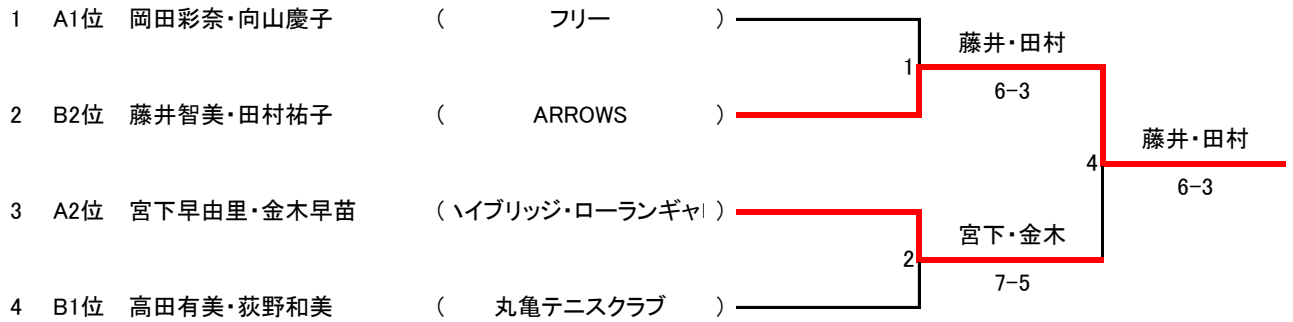 1 A1位 岡田彩奈・向山慶子 ( フリー )
藤井・田村
1
6-3
2 B2位 藤井智美・田村祐子 ( ARROWS )
藤井・田村
4
6-3
3 A2位 宮下早由里・金木早苗 ( ハイブリッジ・ローランギャ )
宮下・金木
2
7-5
4 B1位 高田有美・荻野和美 ( 丸亀テニスクラブ )